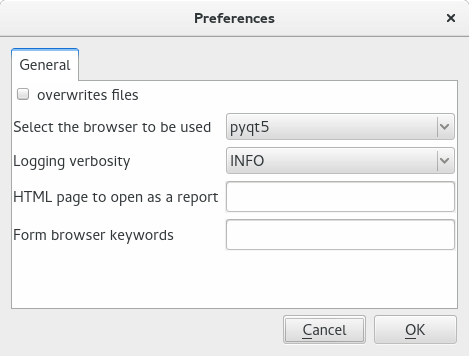 Preferences
General
overwrites files
Select the browser to be used pyqt5
Logging verbosity INFO
HTML page to open as a report
Form browser keywords
Cancel OK